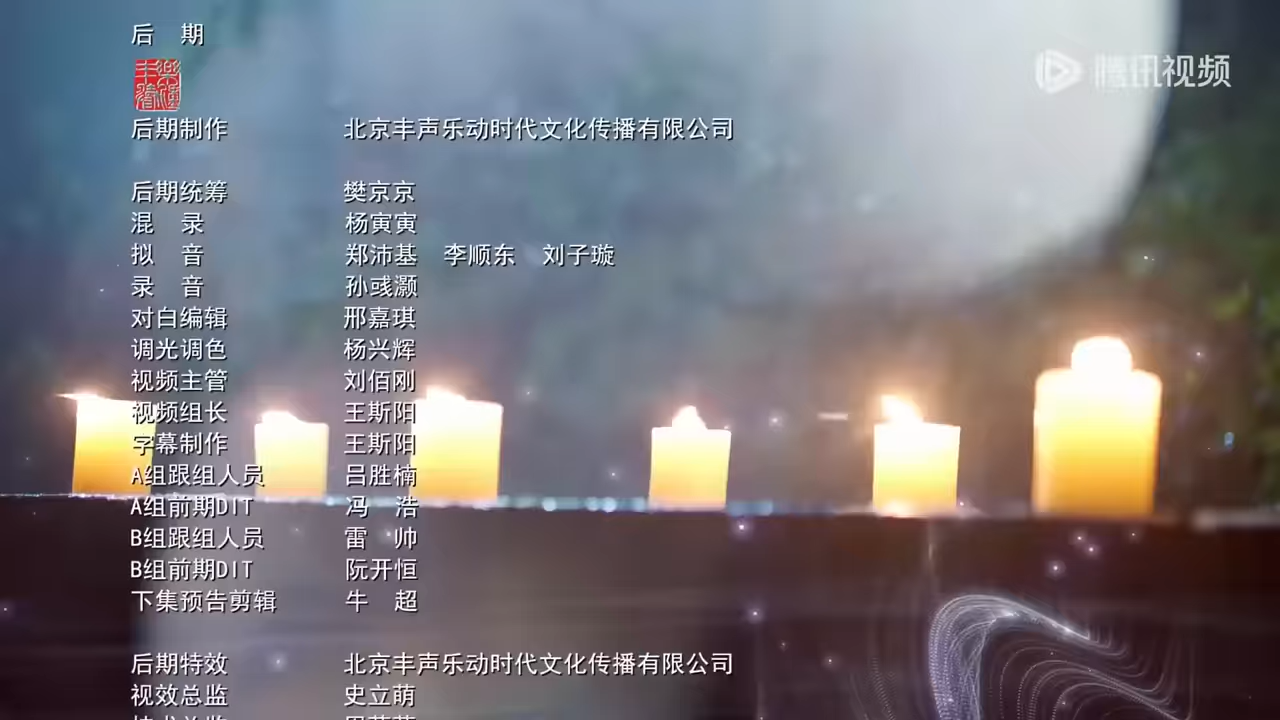 后 期
腾讯视频
后期制作 北京丰声乐动时代文化传播有限公司
后期统筹 樊京京
混 录 杨寅寅
拟 音 郑沛基 李顺东 刘子璇
录 音 孙彧灏
对白编辑 邢嘉琪
调光调色 杨兴辉
视频主管 刘佰刚
视频组长 王斯阳
字幕制作 王斯阳
A组跟组人员 吕胜楠
A组前期DIT 冯 浩
B组跟组人员 雷 帅
B组前期DIT 阮开恒
下集预告剪辑 牛 超
后期特效 北京丰声乐动时代文化传播有限公司
视效总监 史立萌